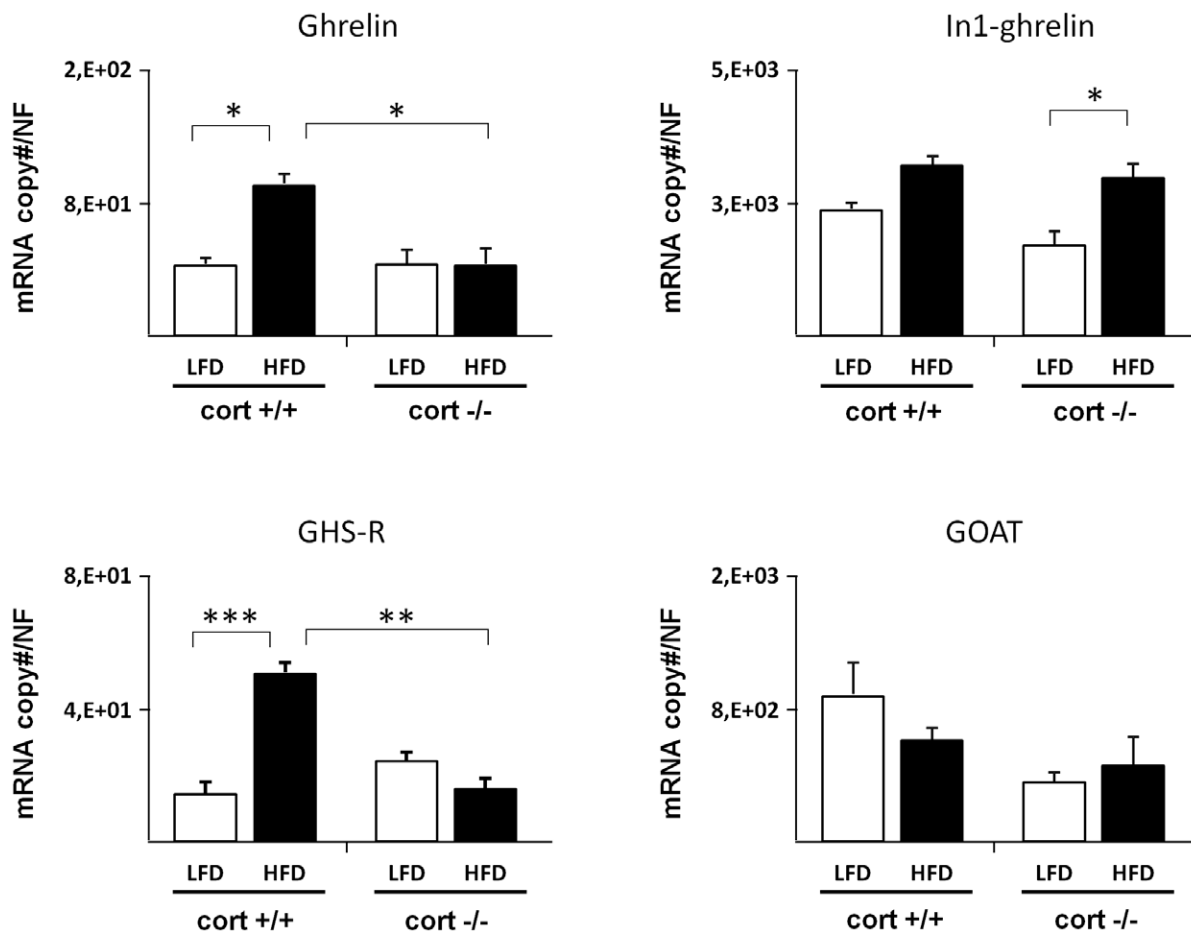 Ghrelin
2,E+02
mRNA copy#/NF
*
*
8,E+01
LFD HFD LFD HFD
cort +/+ cort -/-
In1-ghrelin
5,E+03
mRNA copy#/NF
*
3,E+03
LFD HFD LFD HFD
cort +/+ cort -/-
GHS-R
8,E+01
mRNA copy#/NF
***
**
4,E+01
LFD HFD LFD HFD
cort +/+ cort -/-
GOAT
2,E+03
mRNA copy#/NF
8,E+02
LFD HFD LFD HFD
cort +/+ cort -/-